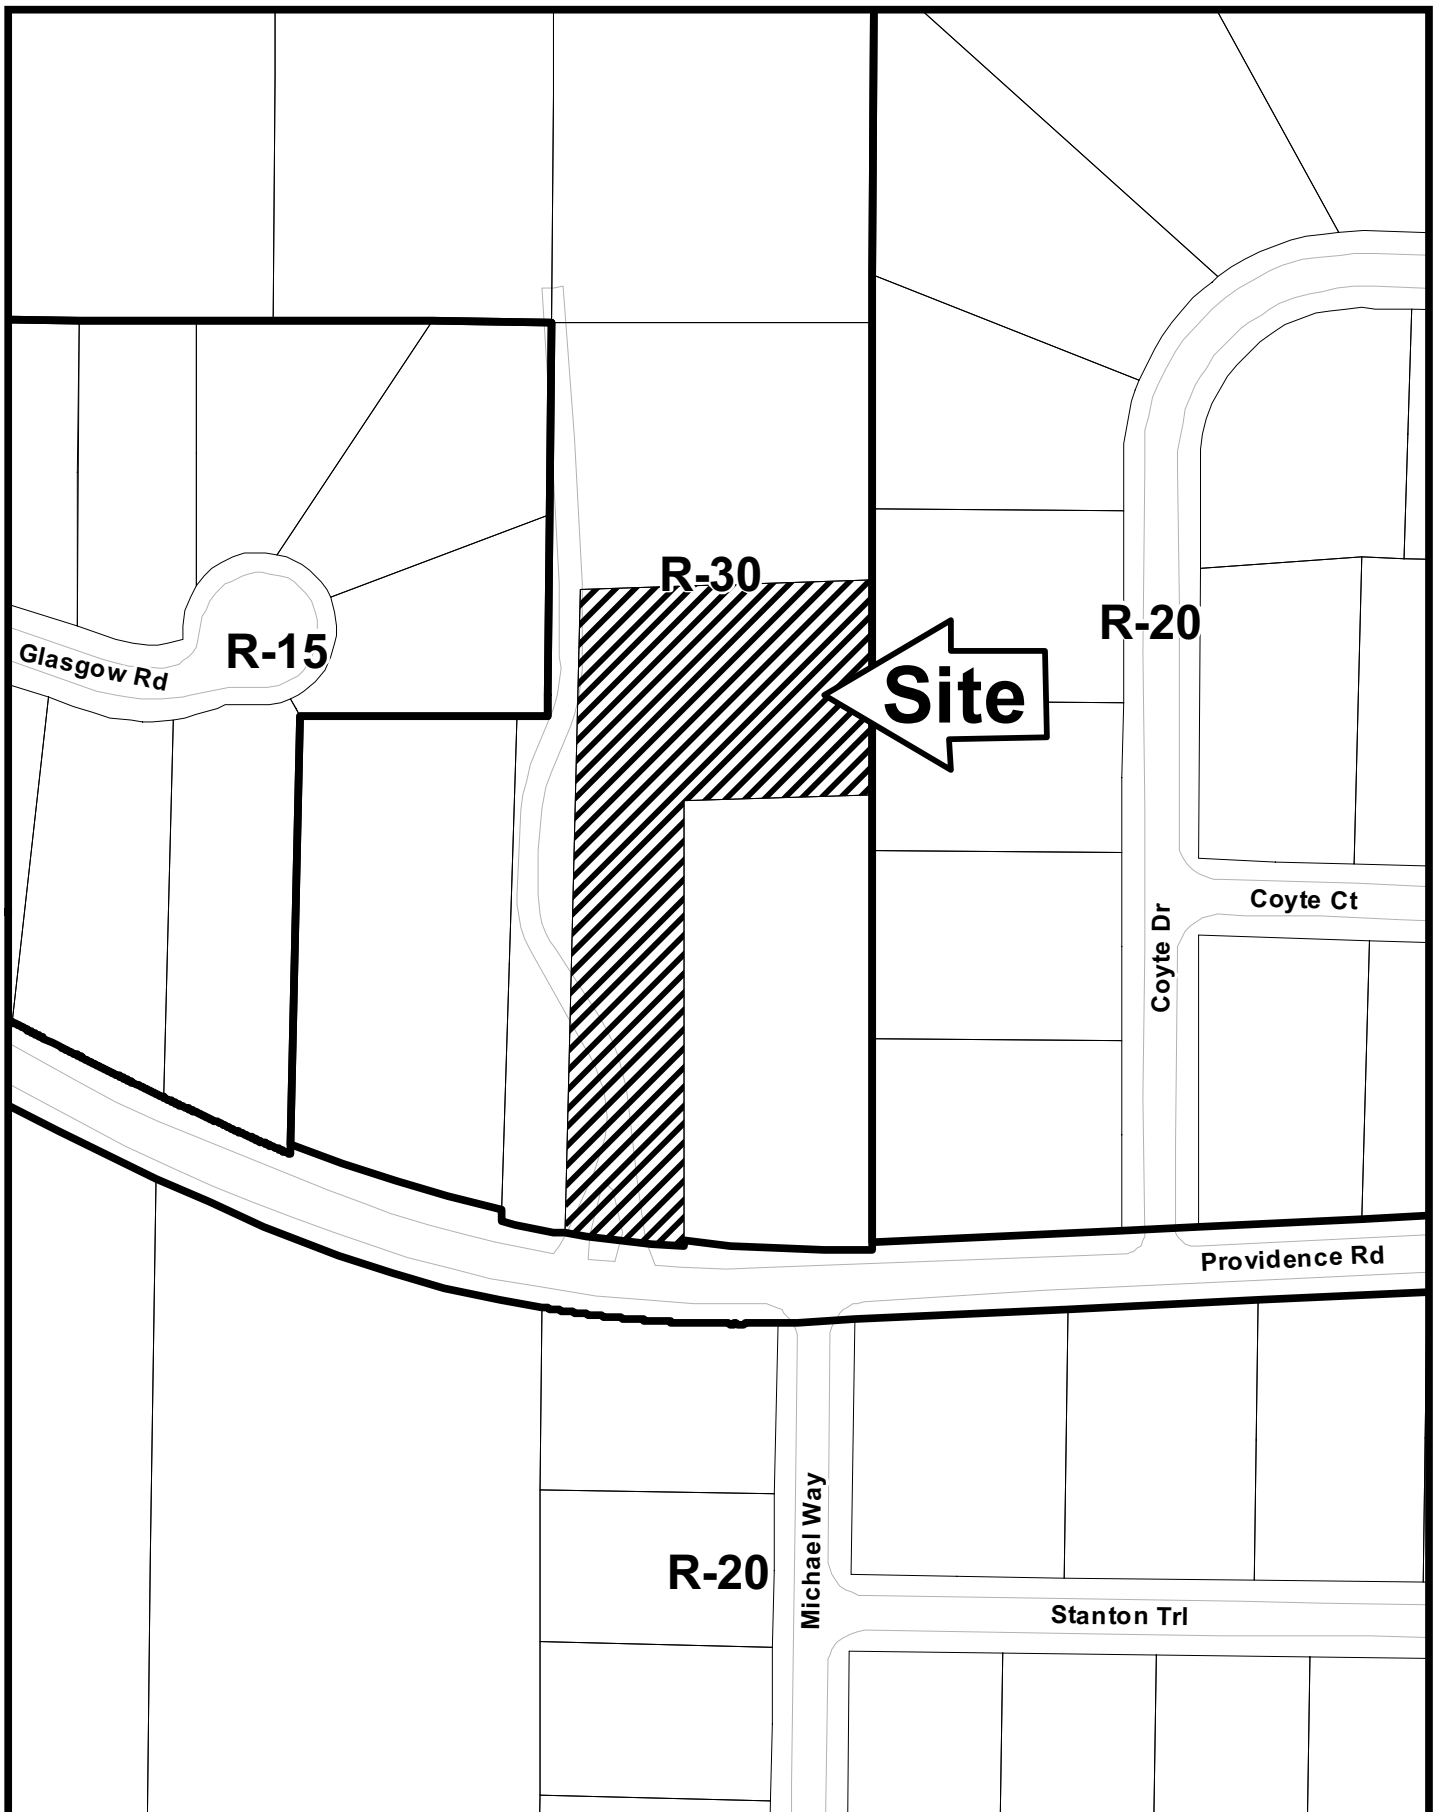 R-30
R-20
R-15
Glasgow Rd
Site
Coyte Ct
Coyte Dr
Providence Rd
Michael Way
R-20
Stanton Trl